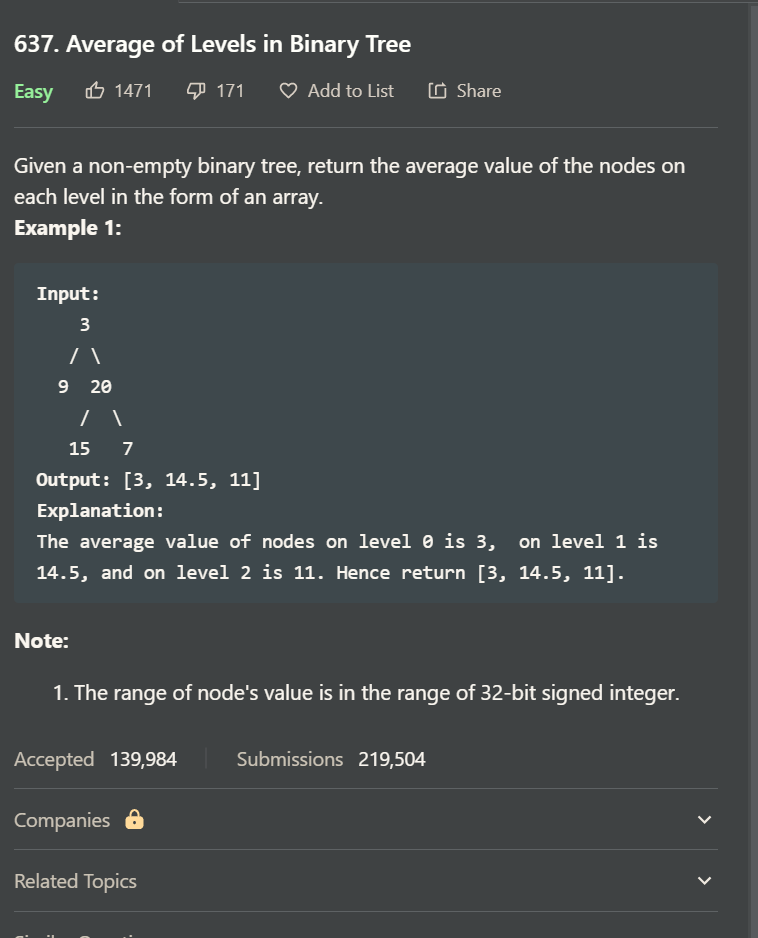 637. Average of Levels in Binary Tree
Easy 1471 171 Add to List Share
Given a non-empty binary tree, return the average value of the nodes on
each level in the form of an array.
Example 1:
Input:
3
/ \
9 20
/ \
15 7
Output: [3, 14.5, 11]
Explanation:
The average value of nodes on level 0 is 3, on level 1 is
14.5, and on level 2 is 11. Hence return [3, 14.5, 11].
Note:
1. The range of node's value is in the range of 32-bit signed integer.
Accepted 139,984 Submissions 219,504
Companies
Related Topics